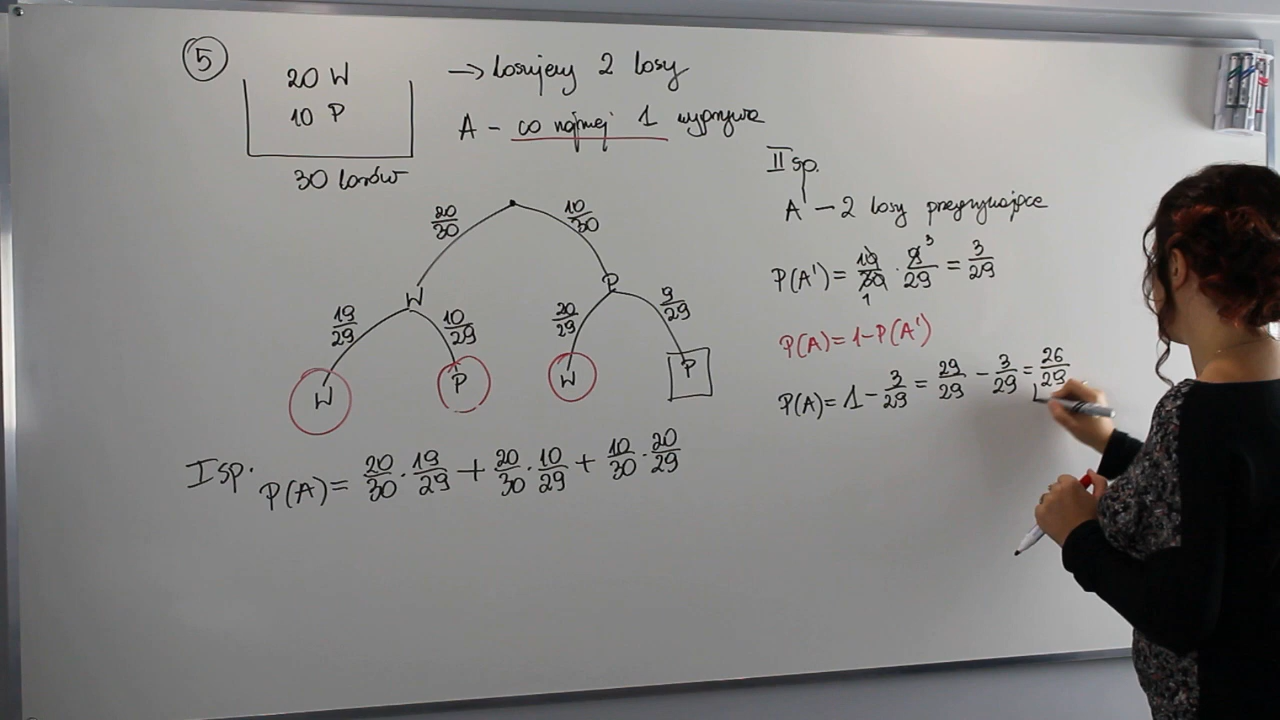 5
20 W
10 P
30 losów
→ losujemy 2 losy
A - co najmniej 1 wygrywa
20/30 10/30
W P
19/29 10/29 20/29 9/29
W P W P
I sp. P(A) = 20/30 · 19/29 + 20/30 · 10/29 + 10/30 · 20/29
II sp.
A' - 2 losy przegrywające
P(A') = 10/30 · 9/29 = 3/29
1 3
P(A) = 1 - P(A')
P(A) = 1 - 3/29 = 29/29 - 3/29 = 26/29